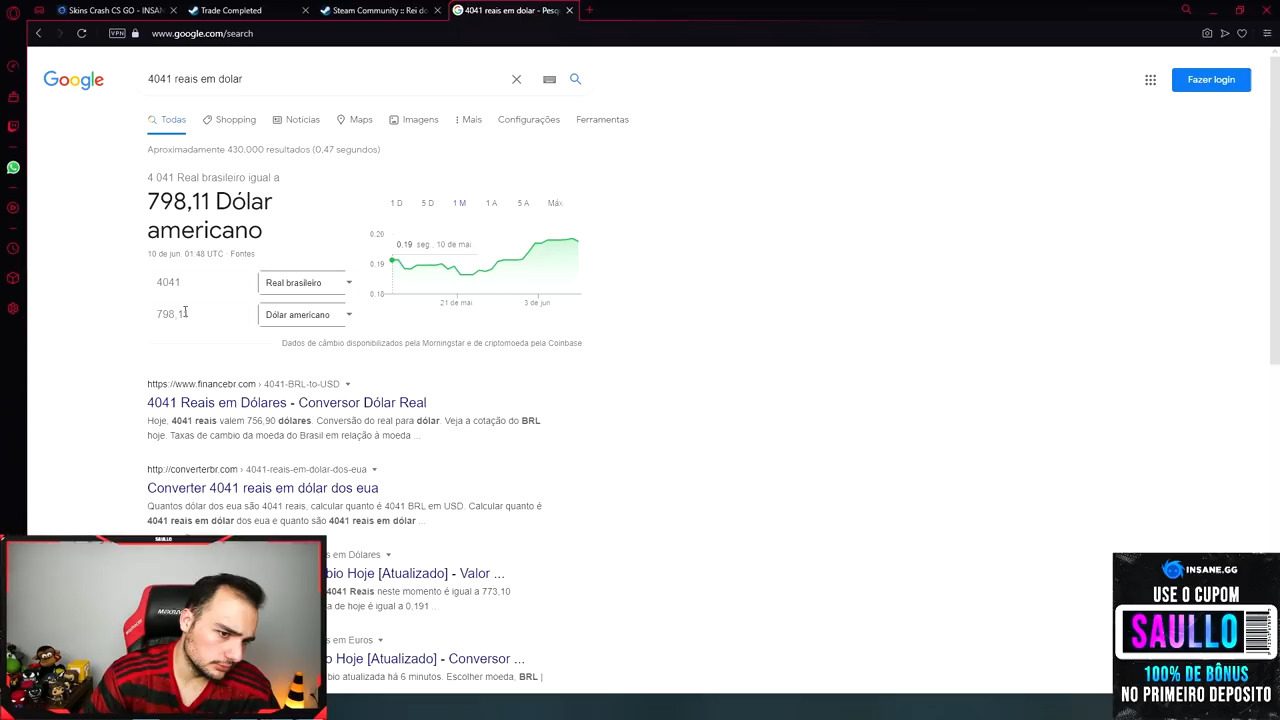 Skins Crash CS GO - INSAN
Trade Completed
Steam Community :: Rei do
4041 reais em dolar - Pesq
VPN
www.google.com/search
Google
4041 reais em dolar
Fazer login
Todas
Shopping
Notícias
Maps
Imagens
Mais
Configurações
Ferramentas
Aproximadamente 430.000 resultados (0,47 segundos)
4 041 Real brasileiro igual a
798,11 Dólar
americano
10 de jun. 01:48 UTC · Fontes
1 D
5 D
1 M
1 A
5 A
Máx
0.20
0.19 seg., 10 de mai
0.19
0.18
21 de mai
3 de jun
4041
Real brasileiro
798,11
Dólar americano
Dados de câmbio disponibilizados pela Morningstar e de criptomoeda pela Coinbase
https://www.financebr.com › 4041-BRL-to-USD
4041 Reais em Dólares - Conversor Dólar Real
Hoje, 4041 reais valem 756,90 dólares. Conversão do real para dólar. Veja a cotação do BRL
hoje. Taxas de cambio da moeda do Brasil em relação à moeda ...
http://converterbr.com › 4041-reais-em-dolar-dos-eua
Converter 4041 reais em dólar dos eua
Quantos dólar dos eua são 4041 reais, calcular quanto é 4041 BRL em USD. Calcular quanto é
4041 reais em dólar dos eua e quanto são 4041 reais em dólar ...
s em Dólares
bio Hoje [Atualizado] - Valor ...
4041 Reais neste momento é igual a 773,10
a de hoje é igual a 0,191 ...
s em Euros
o Hoje [Atualizado] - Conversor ...
bio atualizada há 6 minutos. Escolher moeda, BRL |
SAULLO
INSANE.GG
USE O CUPOM
SAULLO
100% DE BÔNUS
NO PRIMEIRO DEPOSITO